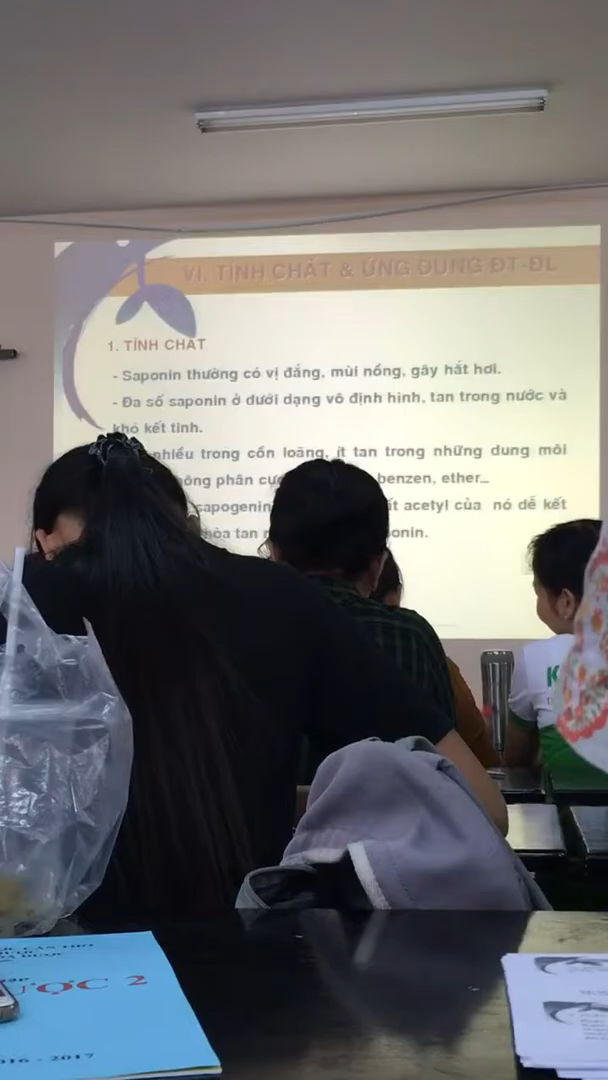 VI. TÍNH CHẤT & ỨNG DỤNG ĐT-ĐL
1. TÍNH CHẤT
- Saponin thường có vị đắng, mùi nồng, gây hắt hơi.
- Đa số saponin ở dưới dạng vô định hình, tan trong nước và
khó kết tinh.
nhiều trong cồn loãng, ít tan trong những dung môi
phân benzen, ether...
sapogenin acetyl của nó dễ kết
hòa tan
K
ƯỢC 2
2017